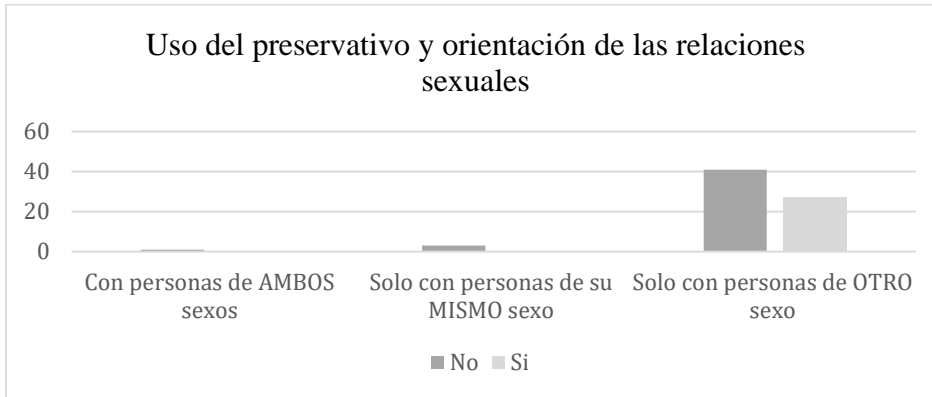 Uso del preservativo y orientación de las relaciones
sexuales
60
40
20
0
Con personas de AMBOS
sexos
Solo con personas de su
MISMO sexo
Solo con personas de OTRO
sexo
No Si